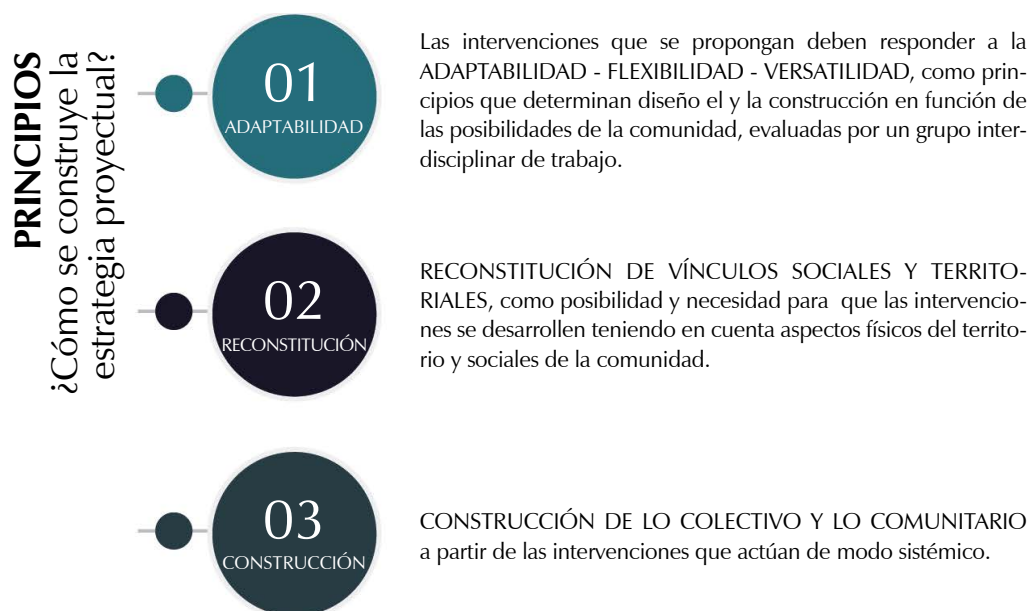 PRINCIPIOS
¿Cómo se construye la
estrategia proyectual?
01
ADAPTABILIDAD
Las intervenciones que se propongan deben responder a la
ADAPTABILIDAD - FLEXIBILIDAD - VERSATILIDAD, como prin-
cipios que determinan diseño el y la construcción en función de
las posibilidades de la comunidad, evaluadas por un grupo inter-
disciplinar de trabajo.
02
RECONSTITUCIÓN
RECONSTITUCIÓN DE VÍNCULOS SOCIALES Y TERRITO-
RIALES, como posibilidad y necesidad para que las intervencio-
nes se desarrollen teniendo en cuenta aspectos físicos del territo-
rio y sociales de la comunidad.
03
CONSTRUCCIÓN
CONSTRUCCIÓN DE LO COLECTIVO Y LO COMUNITARIO
a partir de las intervenciones que actúan de modo sistémico.